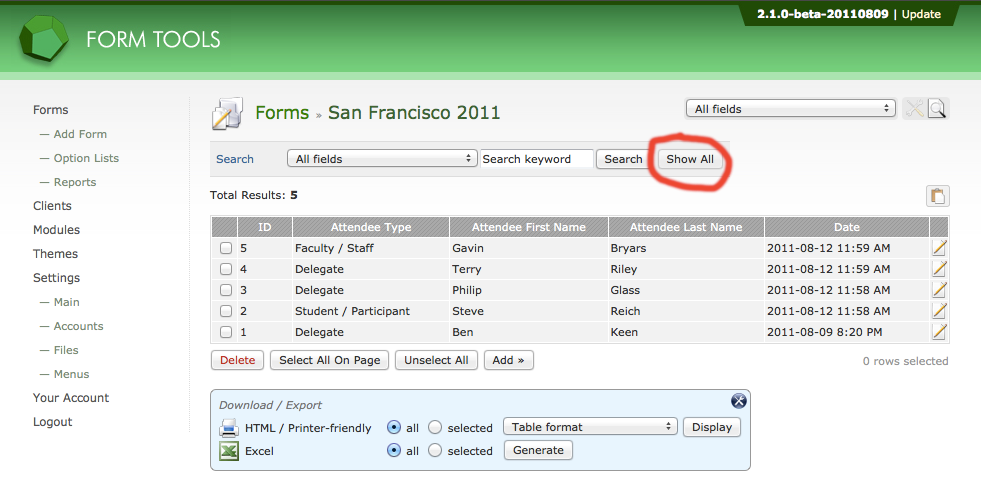 2.1.0-beta-20110809 | Update
FORM TOOLS
Forms
— Add Form
— Option Lists
— Reports
Clients
Modules
Themes
Settings
— Main
— Accounts
— Files
— Menus
Your Account
Logout
Forms » San Francisco 2011
All fields
Search All fields Search keyword Search Show All
Total Results: 5
ID Attendee Type Attendee First Name Attendee Last Name Date
5 Faculty / Staff Gavin Bryars 2011-08-12 11:59 AM
4 Delegate Terry Riley 2011-08-12 11:59 AM
3 Delegate Philip Glass 2011-08-12 11:58 AM
2 Student / Participant Steve Reich 2011-08-12 11:58 AM
1 Delegate Ben Keen 2011-08-09 8:20 PM
Delete Select All On Page Unselect All Add » 0 rows selected
Download / Export
HTML / Printer-friendly all selected Table format Display
Excel all selected Generate